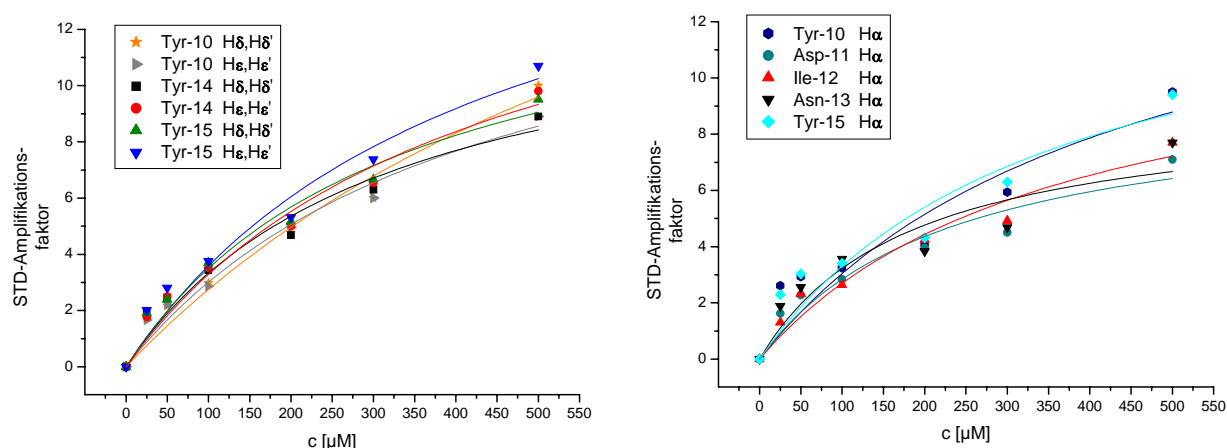 Tyr-10 Hδ,Hδ'
Tyr-10 Hε,Hε'
Tyr-14 Hδ,Hδ'
Tyr-14 Hε,Hε'
Tyr-15 Hδ,Hδ'
Tyr-15 Hε,Hε'
12
10
8
6
4
2
0
STD-Amplifikations-
faktor
0 50 100 150 200 250 300 350 400 450 500 550
c [µM]
Tyr-10 Hα
Asp-11 Hα
Ile-12 Hα
Asn-13 Hα
Tyr-15 Hα
12
10
8
6
4
2
0
STD-Amplifikations-
faktor
0 50 100 150 200 250 300 350 400 450 500 550
c [µM]